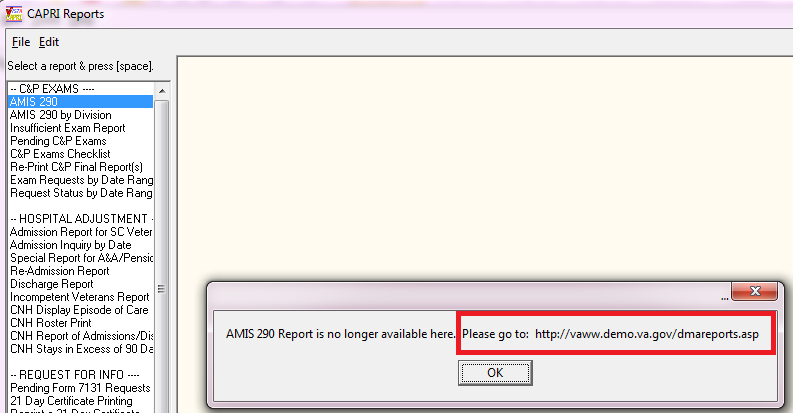 CAPRI Reports
File Edit
Select a report & press [space].
-- C&P EXAMS ----
AMIS 290
AMIS 290 by Division
Insufficient Exam Report
Pending C&P Exams
C&P Exams Checklist
Re-Print C&P Final Report(s)
Exam Requests by Date Rang
Request Status by Date Rang
-- HOSPITAL ADJUSTMENT -
Admission Report for SC Veter
Admission Inquiry by Date
Special Report for A&A/Pensic
Re-Admission Report
Discharge Report
Incompetent Veterans Report
CNH Display Episode of Care
CNH Roster Print
CNH Report of Admissions/Dis
CNH Stays in Excess of 90 Da
-- REQUEST FOR INFO ----
Pending Form 7131 Requests
21 Day Certificate Printing
Reprint a 21 Day Certificate
...
AMIS 290 Report is no longer available here. Please go to: http://vaww.demo.va.gov/dmareports.asp
OK